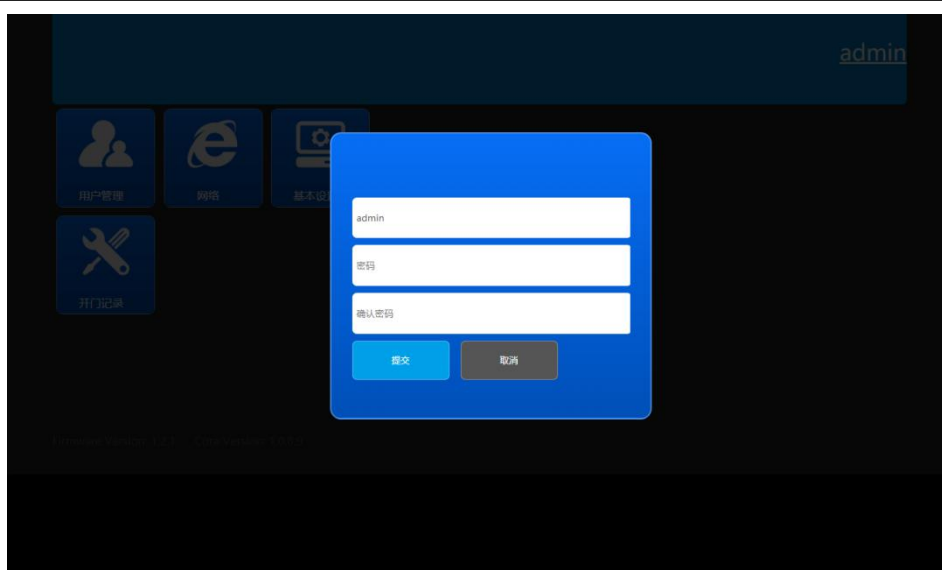 admin
用户管理
网络
基本设
开门记录
admin
密码
确认密码
提交
取消